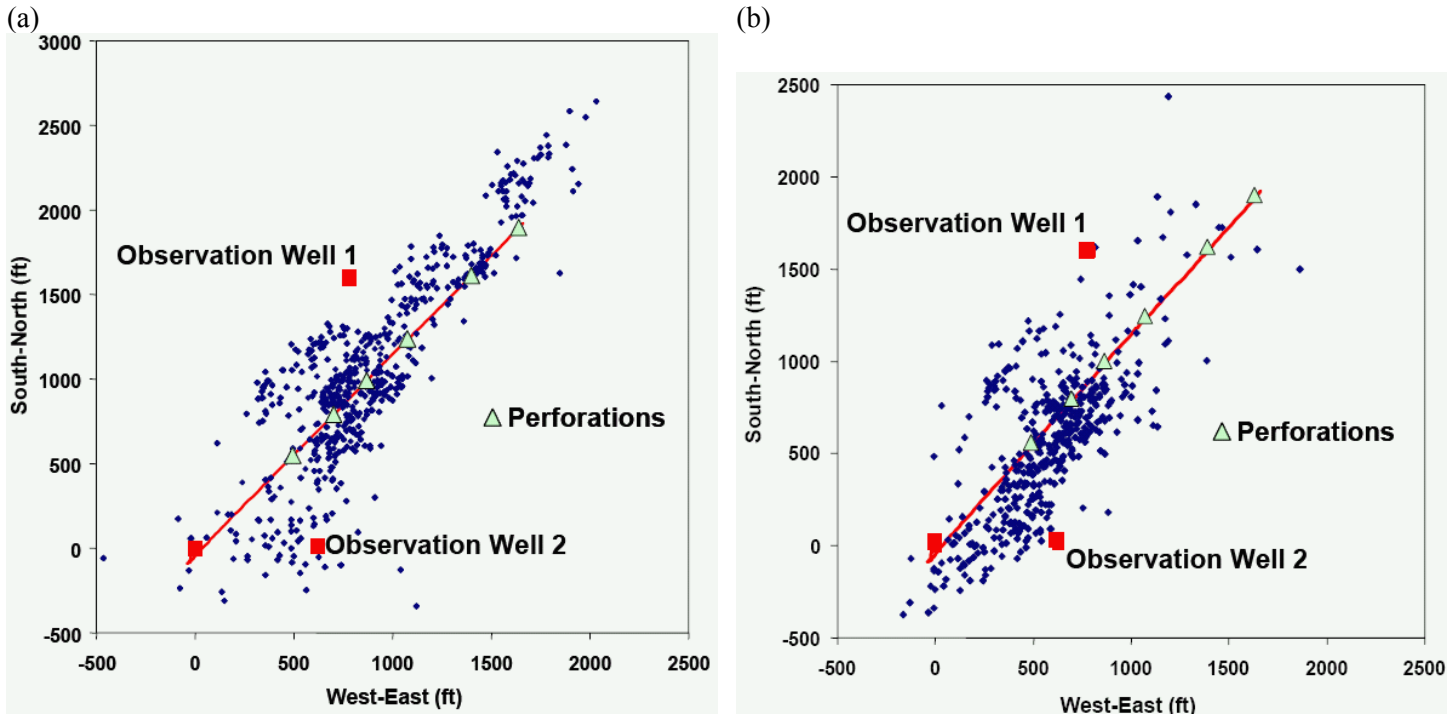 (a)
3000
2500
2000
1500
1000
500
0
-500
South-North (ft)
Observation Well 1
Perforations
Observation Well 2
-500 0 500 1000 1500 2000 2500
West-East (ft)
(b)
2500
2000
1500
1000
500
0
-500
South-North (ft)
Observation Well 1
Perforations
Observation Well 2
-500 0 500 1000 1500 2000 2500
West-East (ft)